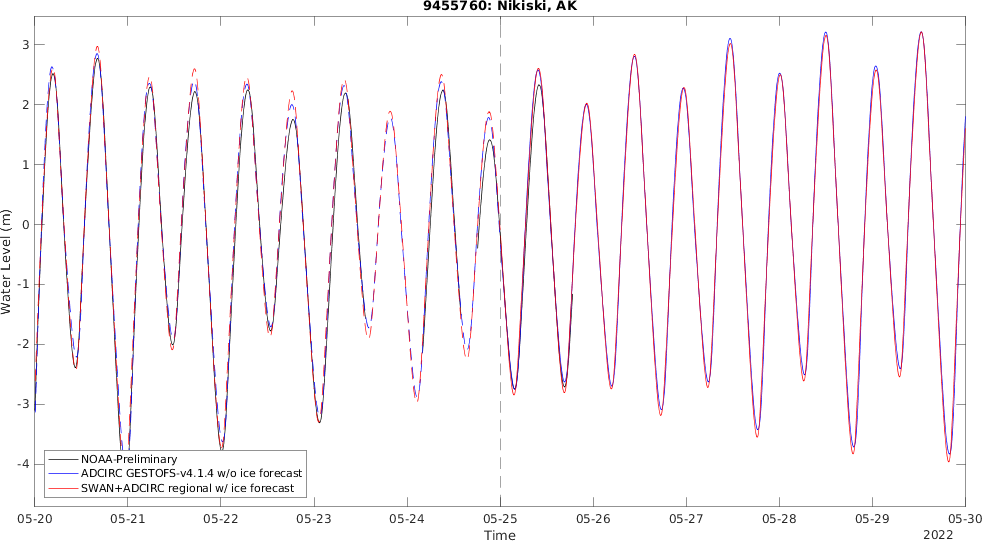 9455760: Nikiski, AK
Water Level (m)
3
2
1
0
-1
-2
-3
-4
NOAA-Preliminary
ADCIRC GESTOFS-v4.1.4 w/o ice forecast
SWAN+ADCIRC regional w/ ice forecast
05-20 05-21 05-22 05-23 05-24 05-25 05-26 05-27 05-28 05-29 05-30
Time
2022